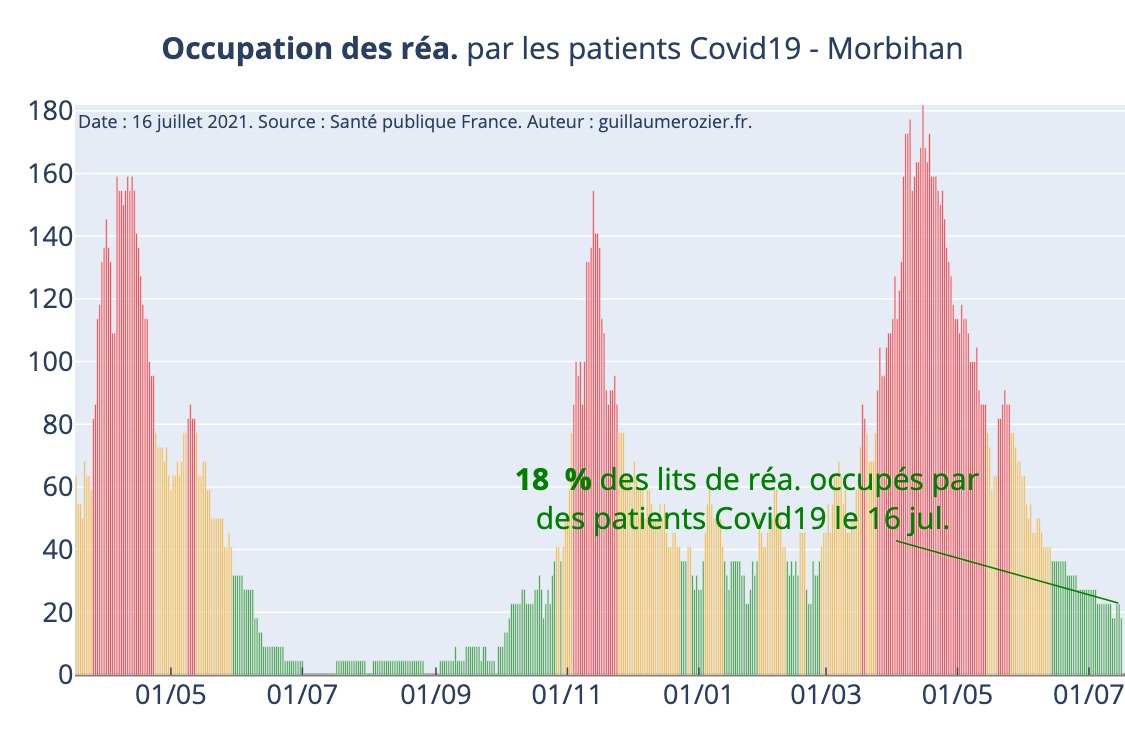 Occupation des réa. par les patients Covid19 - Morbihan
180
Date : 16 juillet 2021. Source : Santé publique France. Auteur : guillaumerozier.fr.
160
140
120
100
80
60
18 % des lits de réa. occupés par
des patients Covid19 le 16 jul.
40
20
0
01/05 01/07 01/09 01/11 01/01 01/03 01/05 01/07